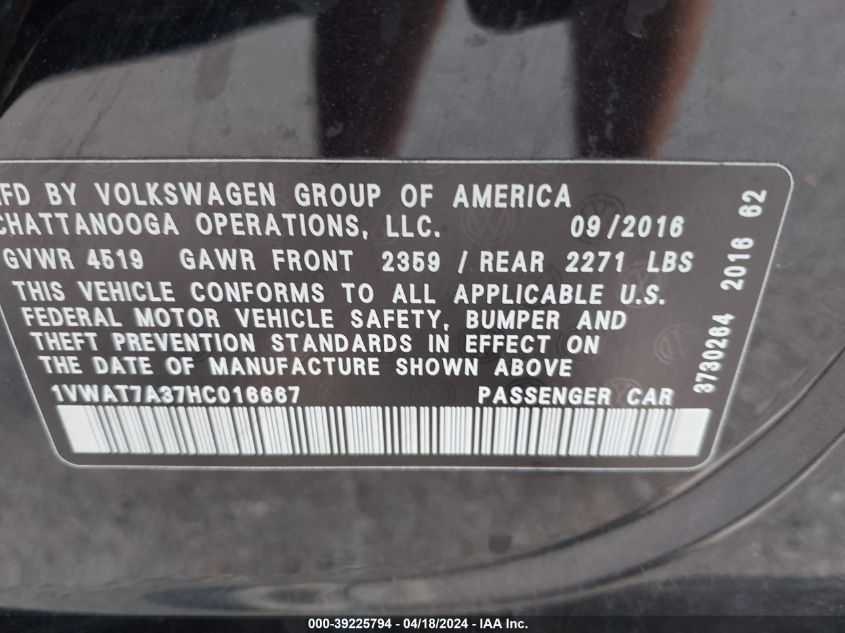 MFD BY VOLKSWAGEN GROUP OF AMERICA
CHATTANOOGA OPERATIONS, LLC. 09/2016
GVWR 4519 GAWR FRONT 2359 / REAR 2271 LBS
THIS VEHICLE CONFORMS TO ALL APPLICABLE U.S.
FEDERAL MOTOR VEHICLE SAFETY, BUMPER AND
THEFT PREVENTION STANDARDS IN EFFECT ON
THE DATE OF MANUFACTURE SHOWN ABOVE
1VWAT7A37HC016667 PASSENGER CAR
3730264 2016 62
000-39225794 - 04/18/2024 - IAA Inc.